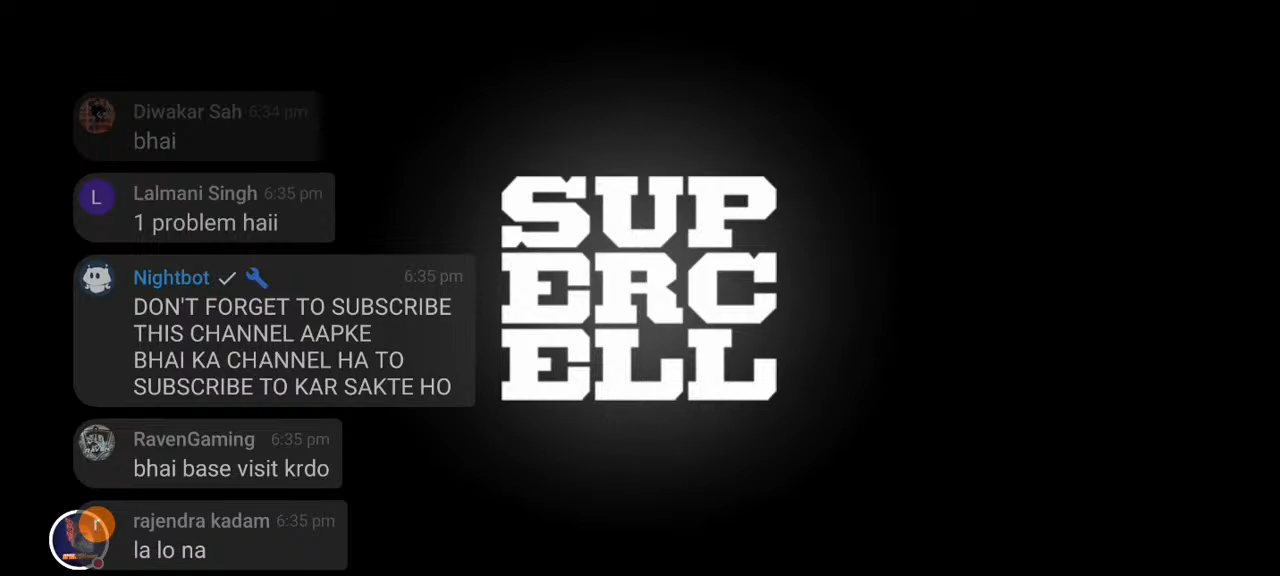 Diwakar Sah 6:34 pm
bhai
L
Lalmani Singh 6:35 pm
1 problem haii
Nightbot 6:35 pm
DON'T FORGET TO SUBSCRIBE
THIS CHANNEL AAPKE
BHAI KA CHANNEL HA TO
SUBSCRIBE TO KAR SAKTE HO
RavenGaming 6:35 pm
bhai base visit krdo
r
rajendra kadam 6:35 pm
la lo na
SUP
ERC
ELL